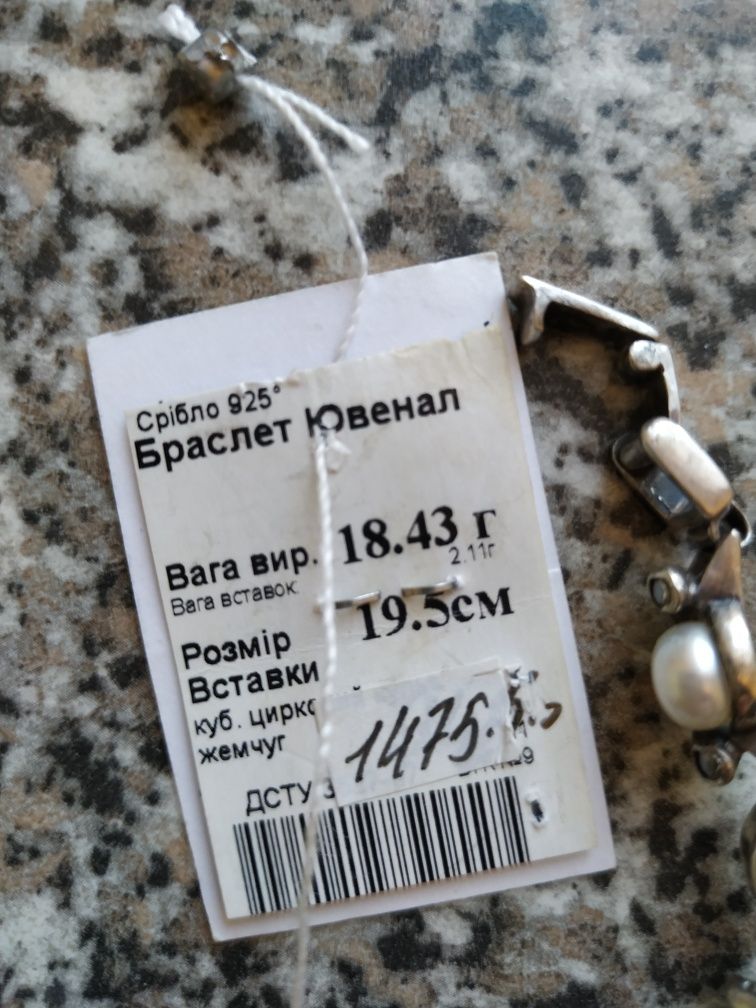 Срібло 925°
Браслет Ювенал
Вага вир. 18.43 г
Вага вставок 2.11г
Розмір 19.5см
Вставки
куб. цирко
жемчуг
1475.
ДСТУ 3